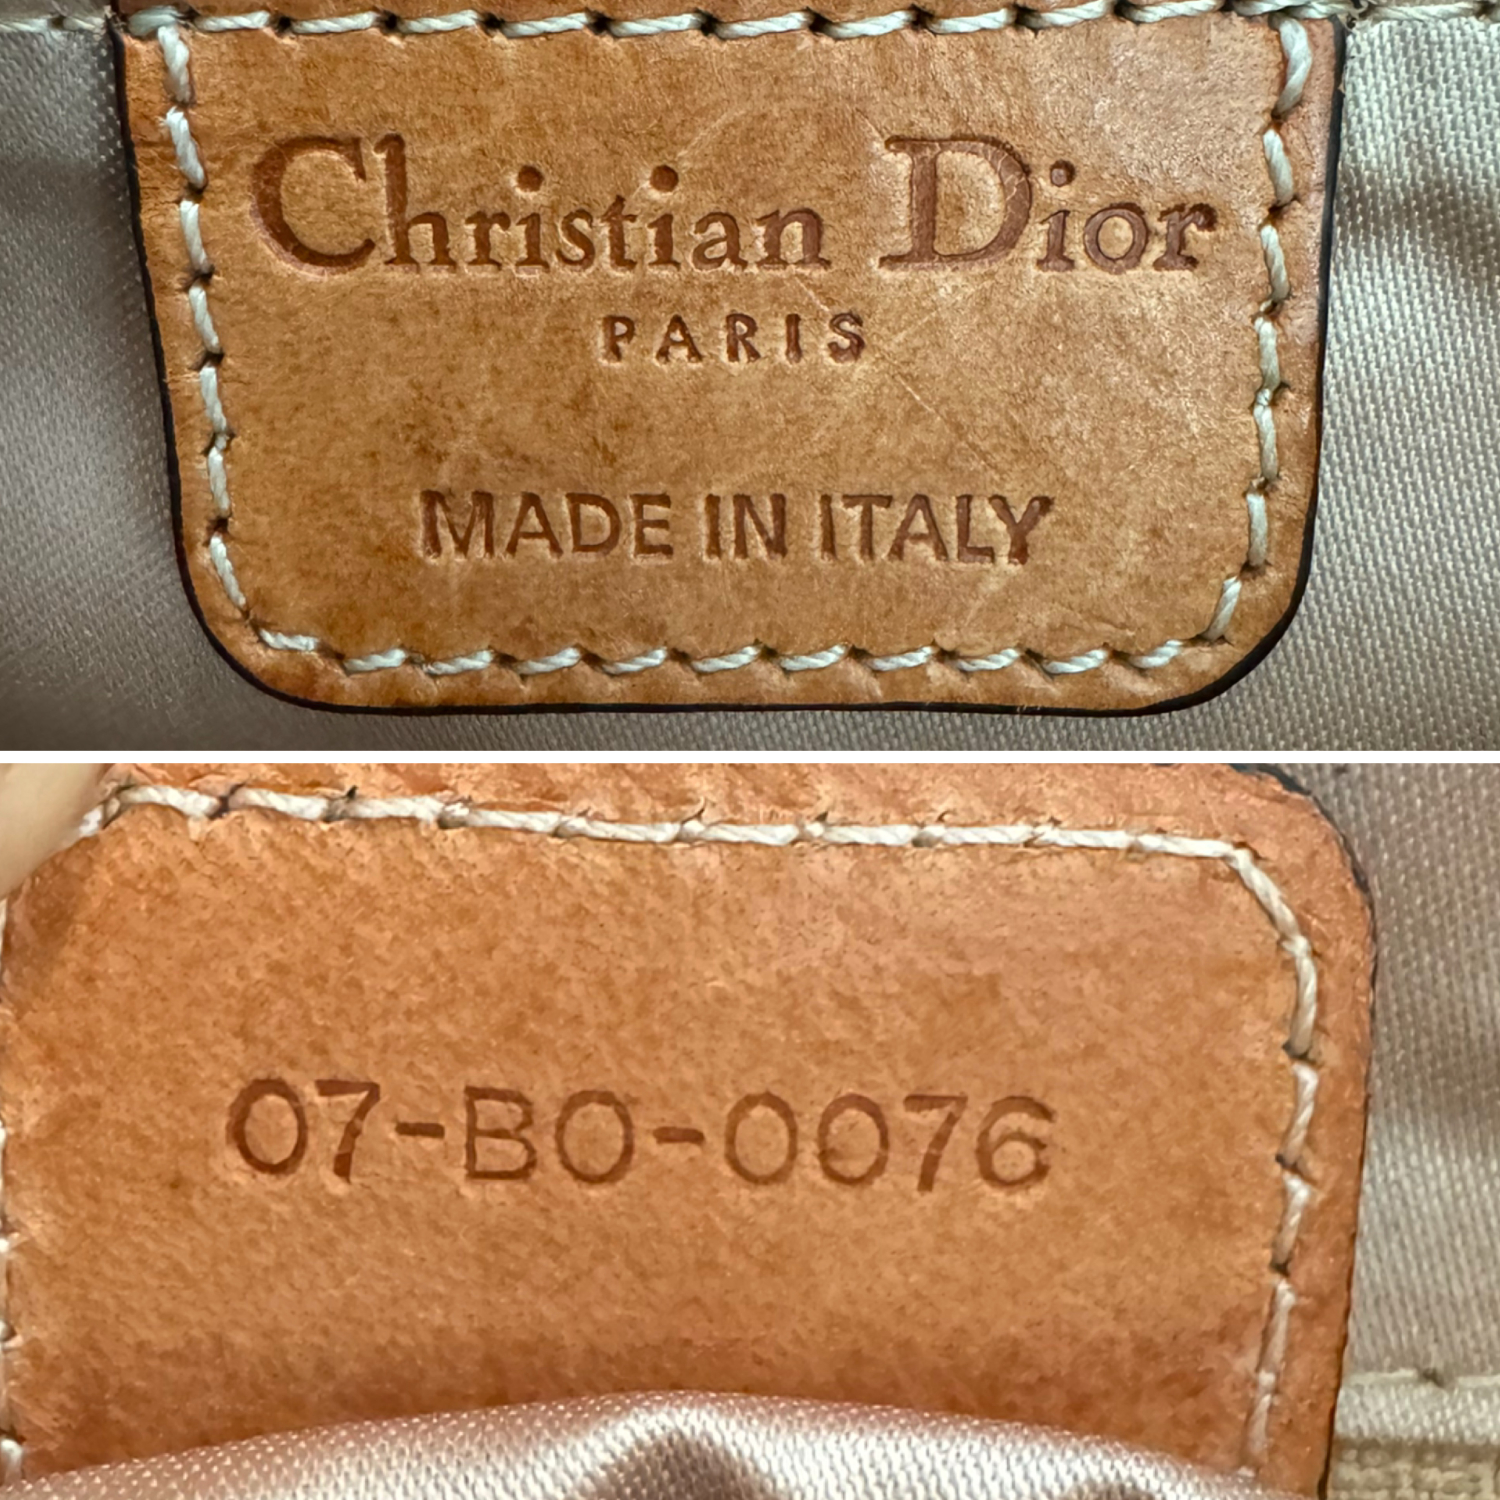 Christian Dior
PARIS
MADE IN ITALY
07-BO-0076